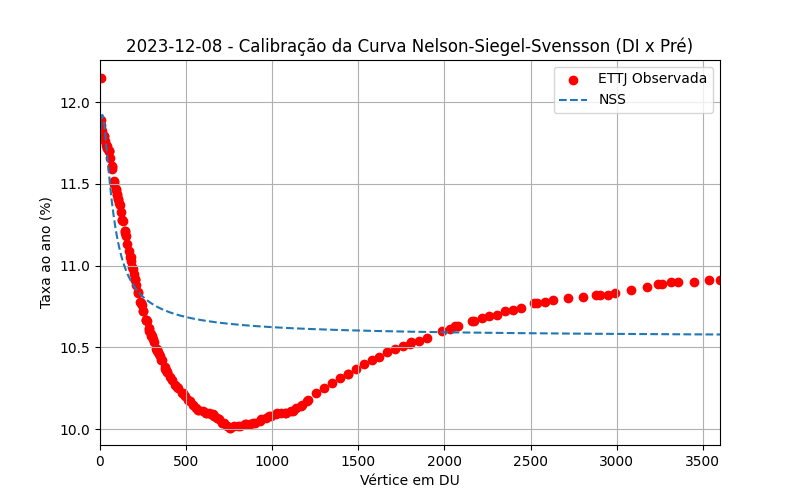 2023-12-08 - Calibração da Curva Nelson-Siegel-Svensson (DI x Pré)
ETTJ Observada
NSS
Taxa ao ano (%)
12.0
11.5
11.0
10.5
10.0
0 500 1000 1500 2000 2500 3000 3500
Vértice em DU